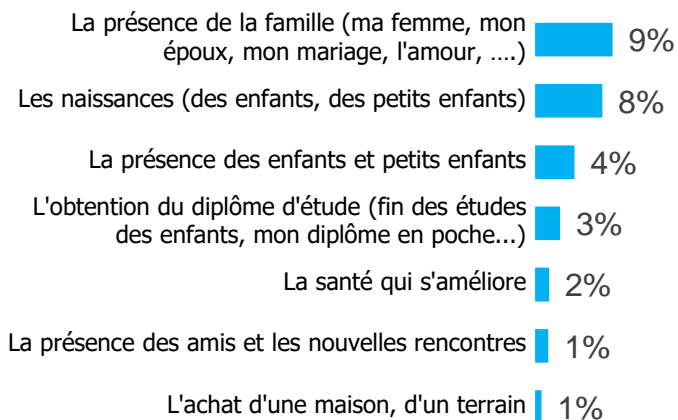 La présence de la famille (ma femme, mon
époux, mon mariage, l'amour, ….)
9%
Les naissances (des enfants, des petits enfants)
8%
La présence des enfants et petits enfants
4%
L'obtention du diplôme d'étude (fin des études
des enfants, mon diplôme en poche...)
3%
La santé qui s'améliore
2%
La présence des amis et les nouvelles rencontres
1%
L'achat d'une maison, d'un terrain
1%